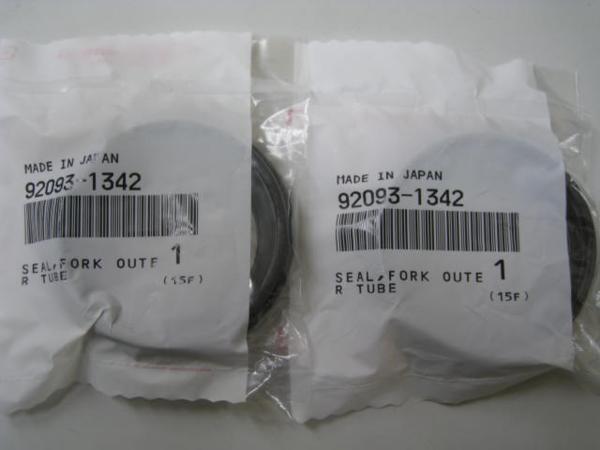 MADE IN JAPAN
92093-1342
SEAL,FORK OUTE 1
R TUBE
(15F)
MADE IN JAPAN
92093-1342
SEAL,FORK OUTE 1
R TUBE
(15F)